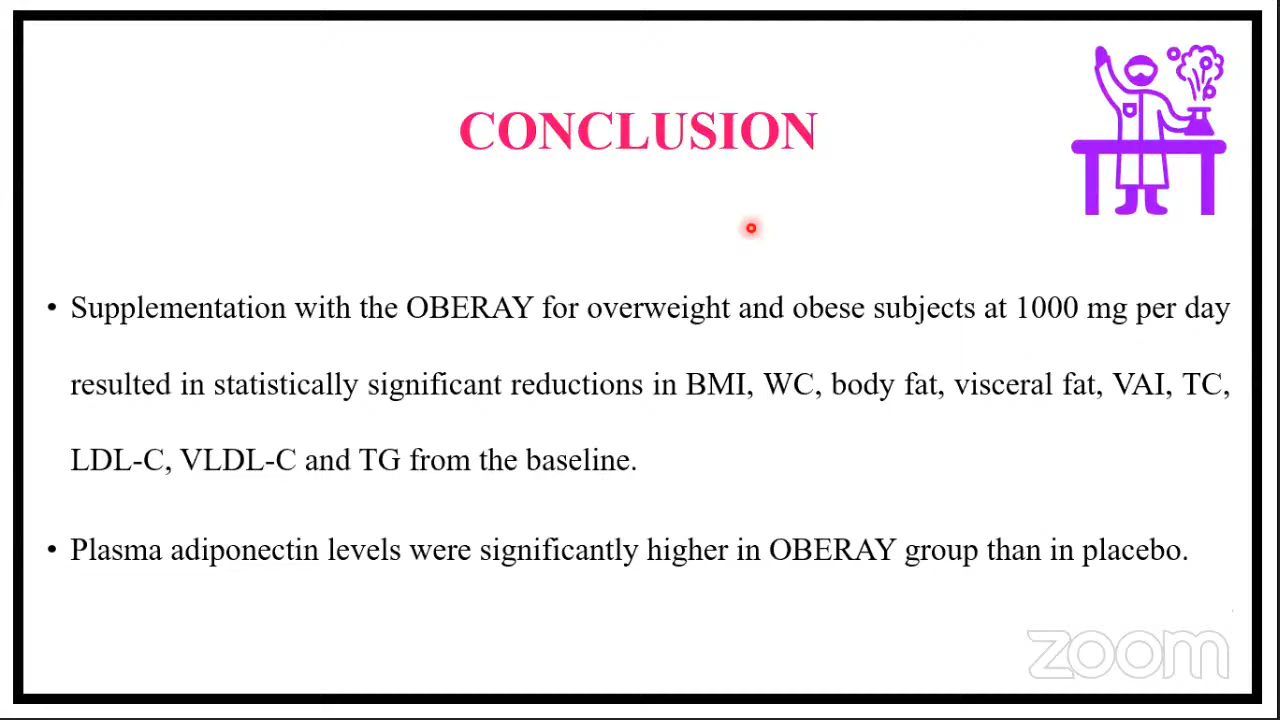 CONCLUSION
• Supplementation with the OBERAY for overweight and obese subjects at 1000 mg per day
resulted in statistically significant reductions in BMI, WC, body fat, visceral fat, VAI, TC,
LDL-C, VLDL-C and TG from the baseline.
• Plasma adiponectin levels were significantly higher in OBERAY group than in placebo.
zoom